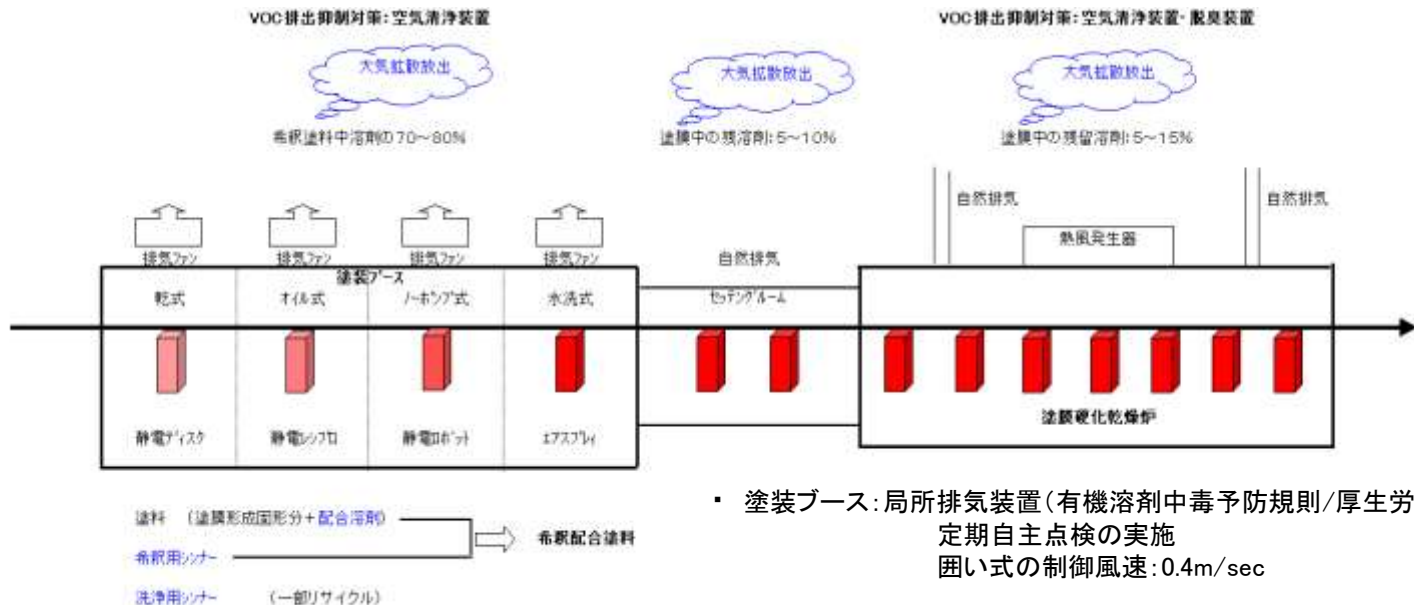 VOC排出抑制対策：空気清浄装置
VOC排出抑制対策：空気清浄装置・脱臭装置
大気拡散放出
大気拡散放出
大気拡散放出
希釈塗料中溶剤の70～80%
塗膜中の残溶剤：5～10%
塗膜中の残留溶剤：5～15%
自然排気
自然排気
熱風発生器
排気ファン
排気ファン
排気ファン
排気ファン
自然排気
塗装ブース
乾式
オイル式
ノーポンプ式
水洗式
セッテングルーム
静電ディスク
静電レシプロ
静電ロボット
エアスプレイ
塗膜硬化乾燥炉
塗料　（塗膜形成固形分＋配合溶剤）
希釈用シンナー
希釈配合塗料
洗浄用シンナー　（一部リサイクル）
・ 塗装ブース：局所排気装置（有機溶剤中毒予防規則/厚生労
定期自主点検の実施
囲い式の制御風速：0.4m/sec